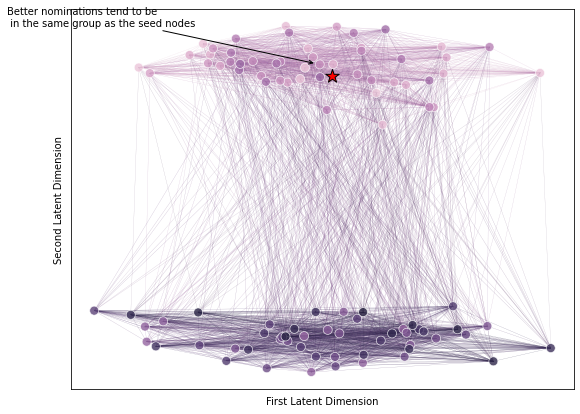 Better nominations tend to be
in the same group as the seed nodes
Second Latent Dimension
First Latent Dimension